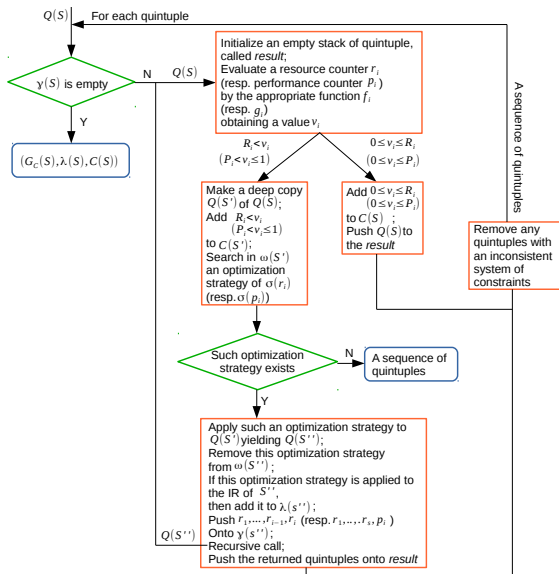 Q(S)
For each quintuple
γ(S) is empty
N
Q(S)
Y
(G_C(S),λ(S),C(S))
Initialize an empty stack of quintuple,
called result;
Evaluate a resource counter r_i
(resp. performance counter p_i)
by the appropriate function f_i
(resp. g_i)
obtaining a value v_i
R_i<v_i
(P_i<v_i≤1)
0≤v_i≤R_i
(0≤v_i≤P_i)
Make a deep copy
Q(S') of Q(S);
Add R_i<v_i
(P_i<v_i≤1)
to C(S');
Search in ω(S')
an optimization
strategy of σ(r_i)
(resp. σ(p_i))
Add 0≤v_i≤R_i
(0≤v_i≤P_i)
to C(S) ;
Push Q(S) to
the result
A sequence of quintuples
Remove any
quintuples with
an inconsistent
system of
constraints
Such optimization
strategy exists
N
A sequence of
quintuples
Y
Apply such an optimization strategy to
Q(S') yielding Q(S'');
Remove this optimization strategy
from ω(S'');
If this optimization strategy is applied to
the IR of S'',
then add it to λ(s'');
Push r_1,...,r_{i−1},r_i (resp. r_1,..,.r_s,p_i)
Onto γ(s'');
Recursive call;
Push the returned quintuples onto result
Q(S'')